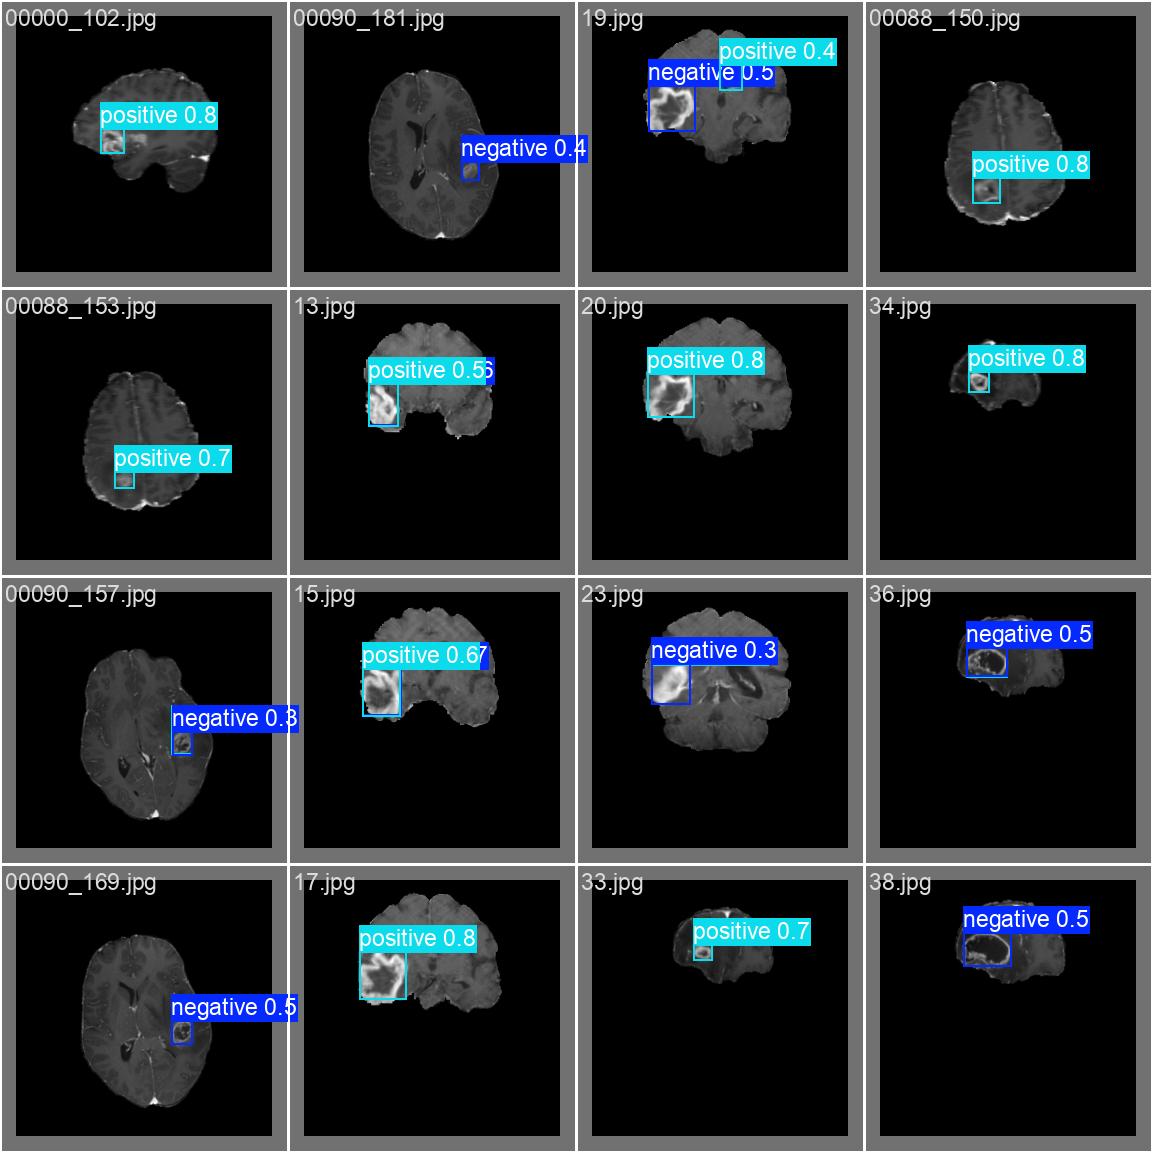 00000_102.jpg
positive 0.8
00090_181.jpg
negative 0.4
19.jpg
positive 0.4
negative 0.5
00088_150.jpg
positive 0.8
00088_153.jpg
positive 0.7
13.jpg
positive 0.5
20.jpg
positive 0.8
34.jpg
positive 0.8
00090_157.jpg
negative 0.3
15.jpg
positive 0.6
23.jpg
negative 0.3
36.jpg
negative 0.5
00090_169.jpg
negative 0.5
17.jpg
positive 0.8
33.jpg
positive 0.7
38.jpg
negative 0.5